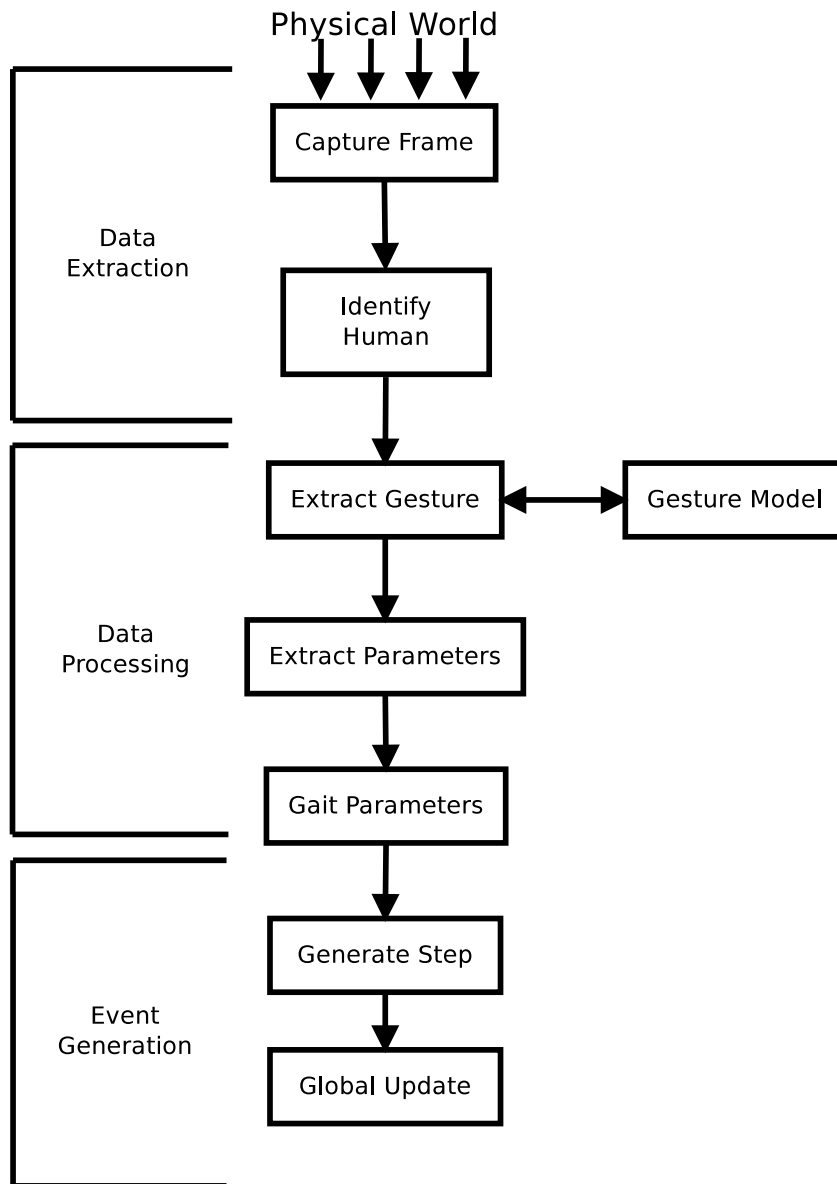 Physical World
Capture Frame
Data
Extraction
Identify
Human
Extract Gesture
Gesture Model
Data
Processing
Extract Parameters
Gait Parameters
Generate Step
Event
Generation
Global Update